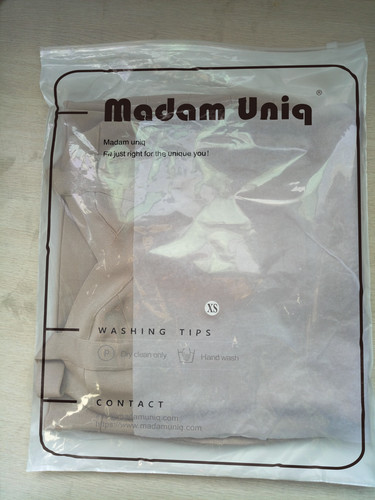 Madam Uniq
®
Madam uniq
Fit just right for the unique you!
XS
WASHING TIPS
P Dry clean only Hand wash
CONTACT
https://www.madamuniq.com